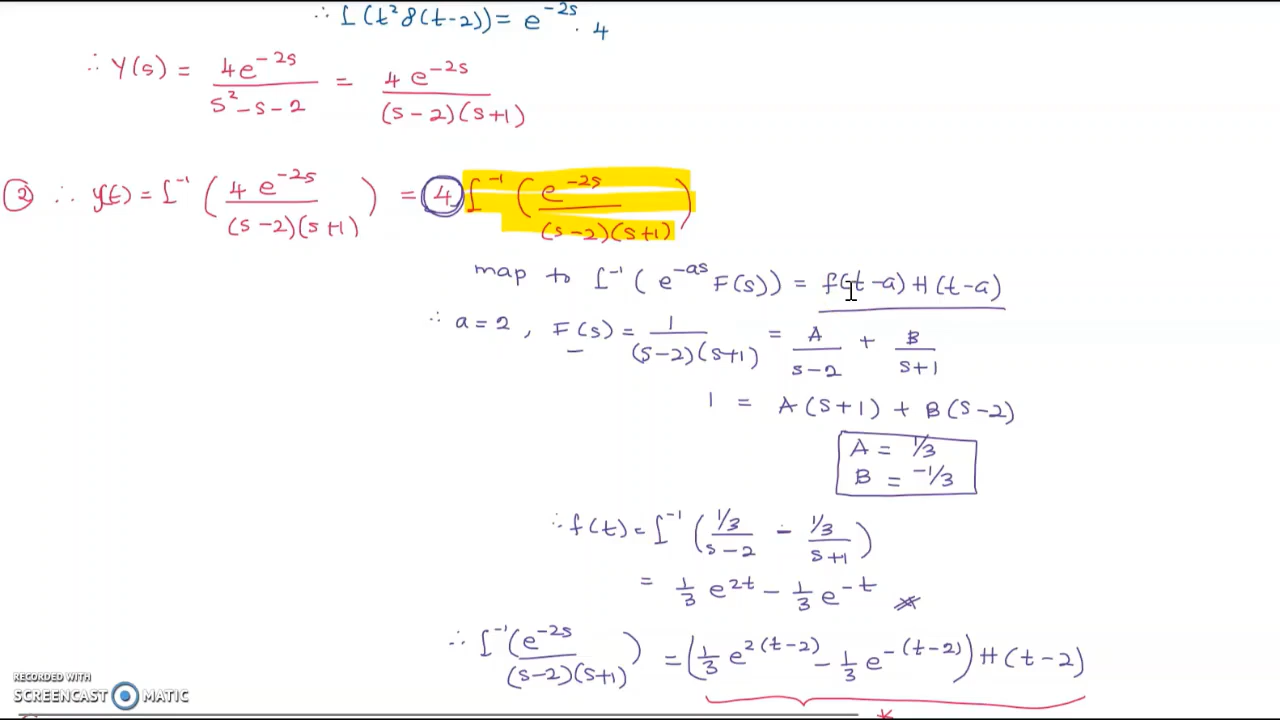 ∴ L(t²δ(t-2)) = e^{-2s} . 4
∴ Y(s) = 4e^{-2s} / (s²-s-2) = 4e^{-2s} / ((s-2)(s+1))
② ∴ y(t) = L^{-1}(4e^{-2s} / ((s-2)(s+1))) = 4 L^{-1}(e^{-2s} / ((s-2)(s+1)))
map to L^{-1}(e^{-as} F(s)) = f(t-a) H(t-a)
∴ a = 2, F(s) = 1 / ((s-2)(s+1)) = A/(s-2) + B/(s+1)
1 = A(s+1) + B(s-2)
A = 1/3
B = -1/3
∴ f(t) = L^{-1}((1/3)/(s-2) - (1/3)/(s+1))
= 1/3 e^{2t} - 1/3 e^{-t} *
∴ L^{-1}(e^{-2s} / ((s-2)(s+1))) = (1/3 e^{2(t-2)} - 1/3 e^{-(t-2)}) H(t-2)
*
RECORDED WITH
SCREENCAST MATIC